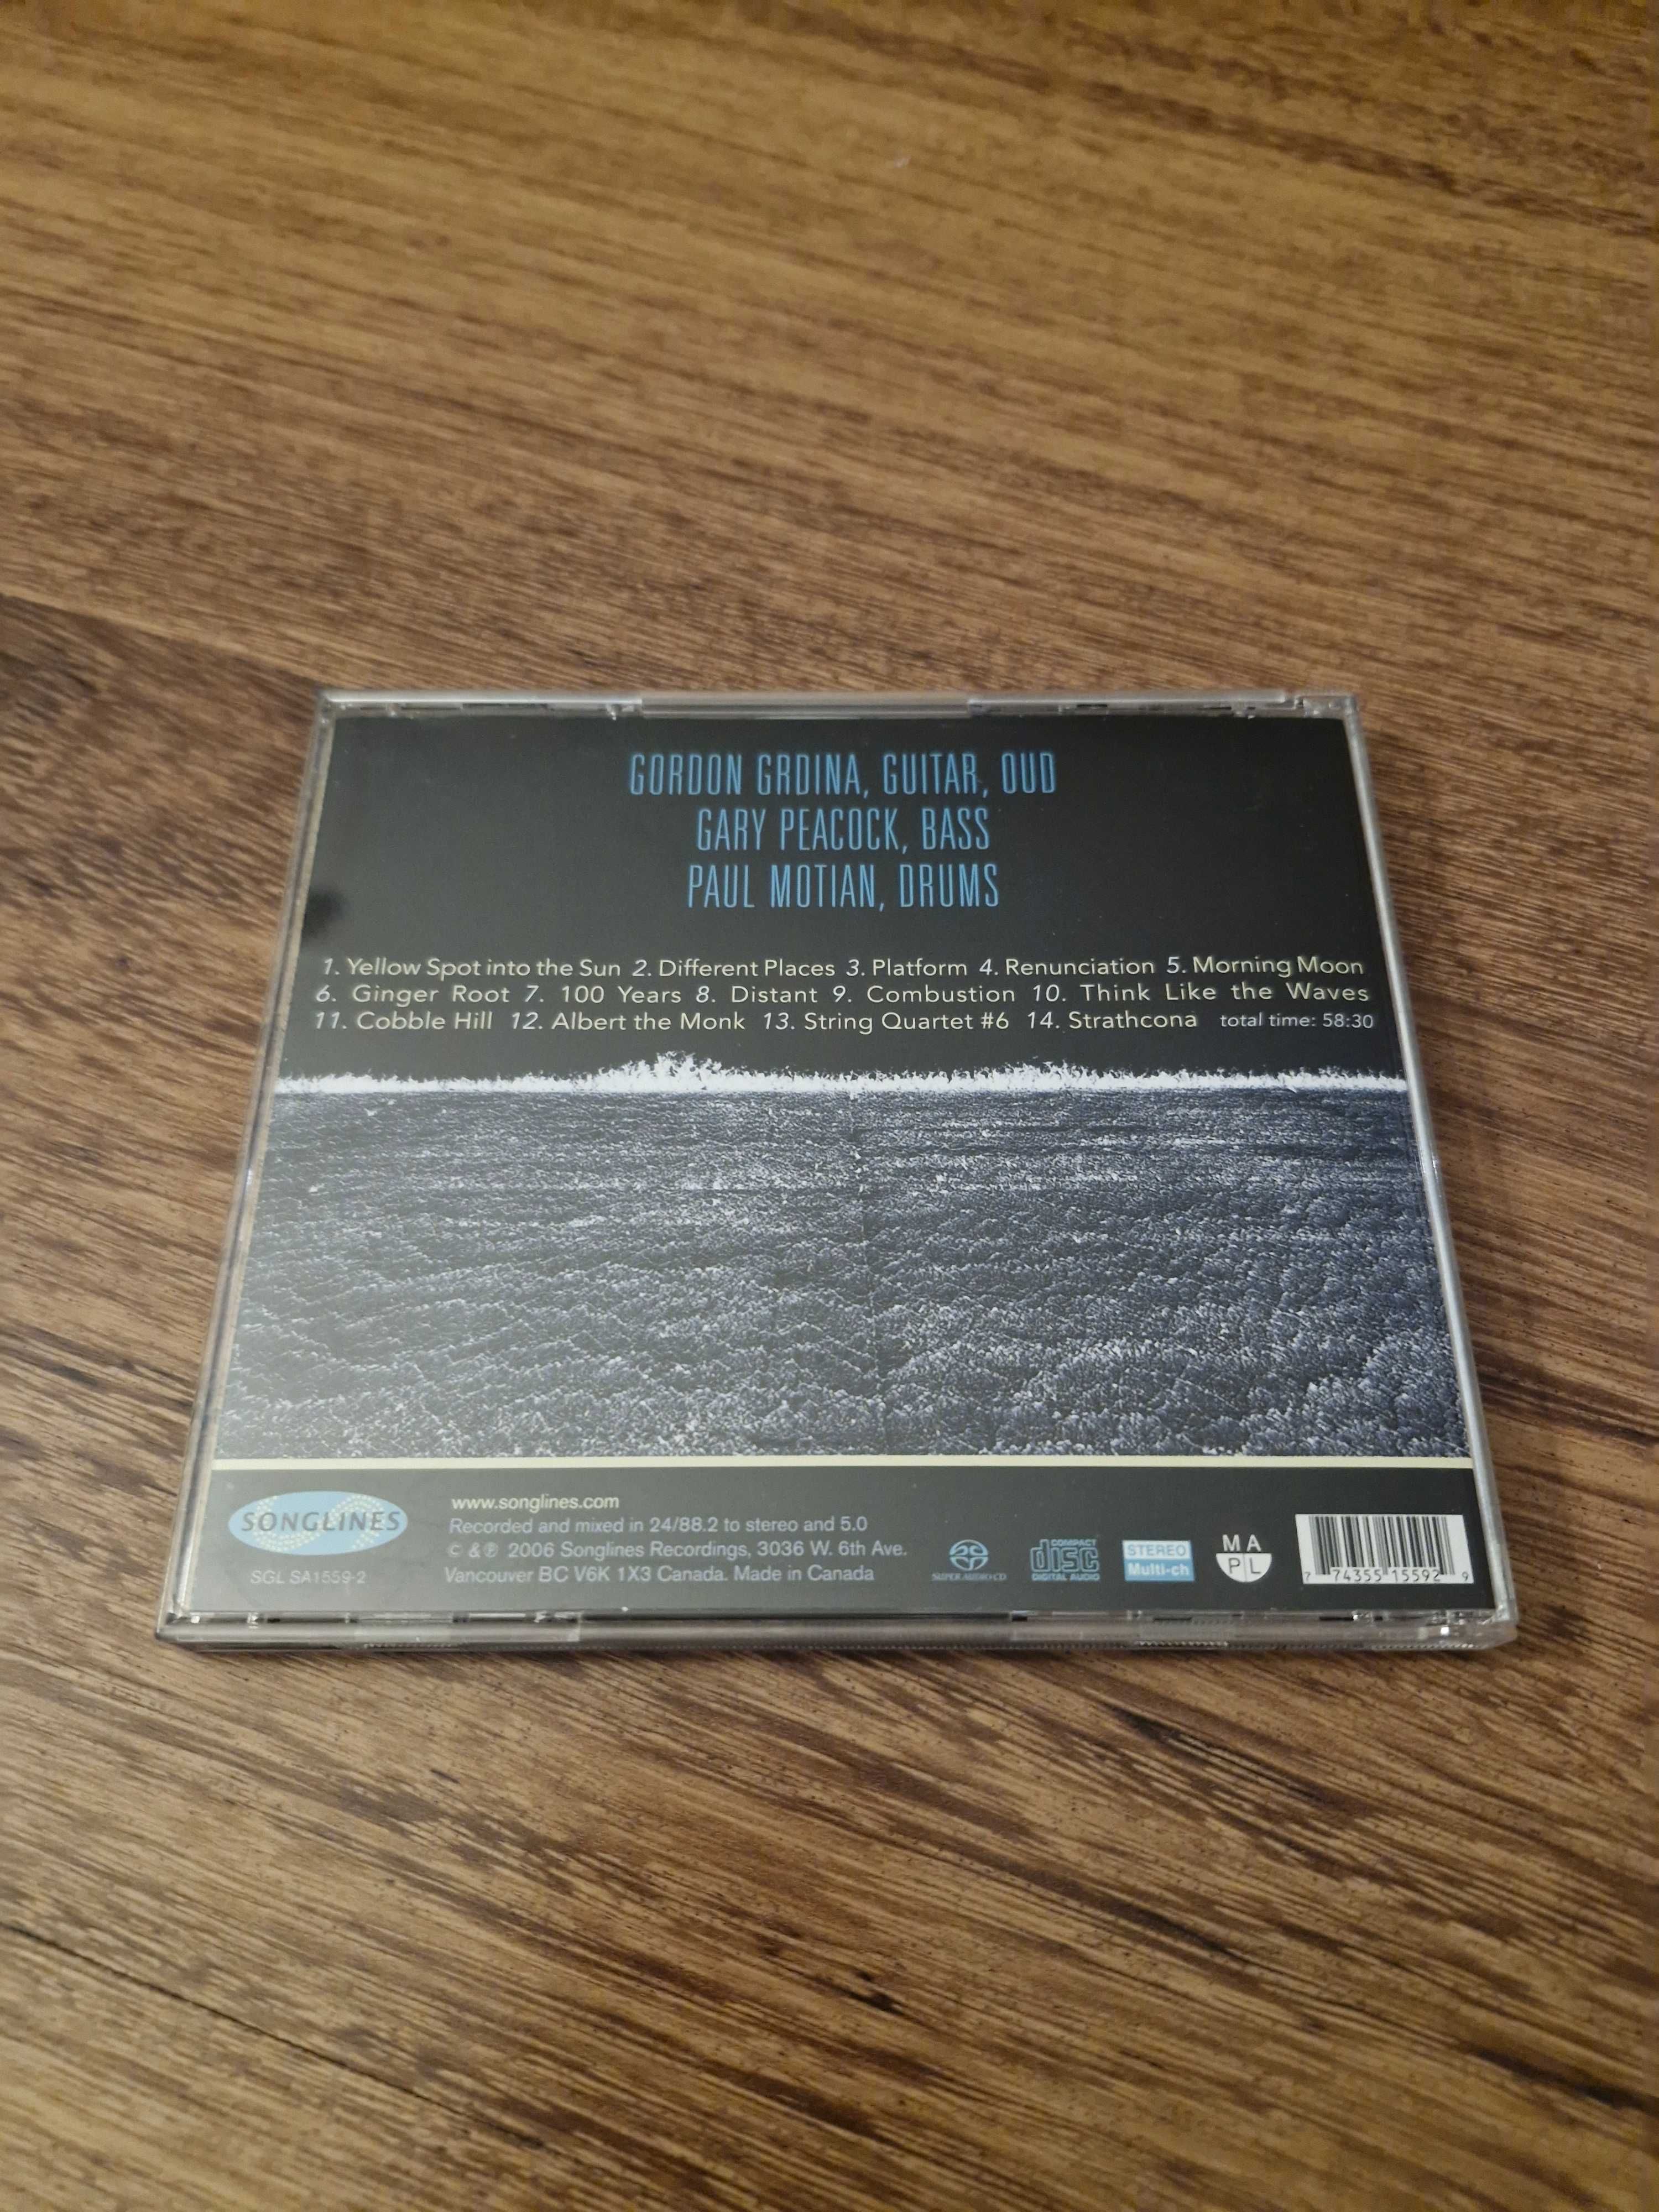 GORDON GRDINA, GUITAR, OUD
GARY PEACOCK, BASS
PAUL MOTIAN, DRUMS
1. Yellow Spot into the Sun 2. Different Places 3. Platform 4. Renunciation 5. Morning Moon
6. Ginger Root 7. 100 Years 8. Distant 9. Combustion 10. Think Like the Waves
11. Cobble Hill 12. Albert the Monk 13. String Quartet #6 14. Strathcona total time: 58:30
SONGLINES
SGL SA1559-2
www.songlines.com
Recorded and mixed in 24/88.2 to stereo and 5.0
© & ℗ 2006 Songlines Recordings, 3036 W. 6th Ave.
Vancouver BC V6K 1X3 Canada. Made in Canada
SUPER AUDIO CD
COMPACT
disc
DIGITAL AUDIO
STEREO
Multi-ch
MA
PL
7 74355 15592 9